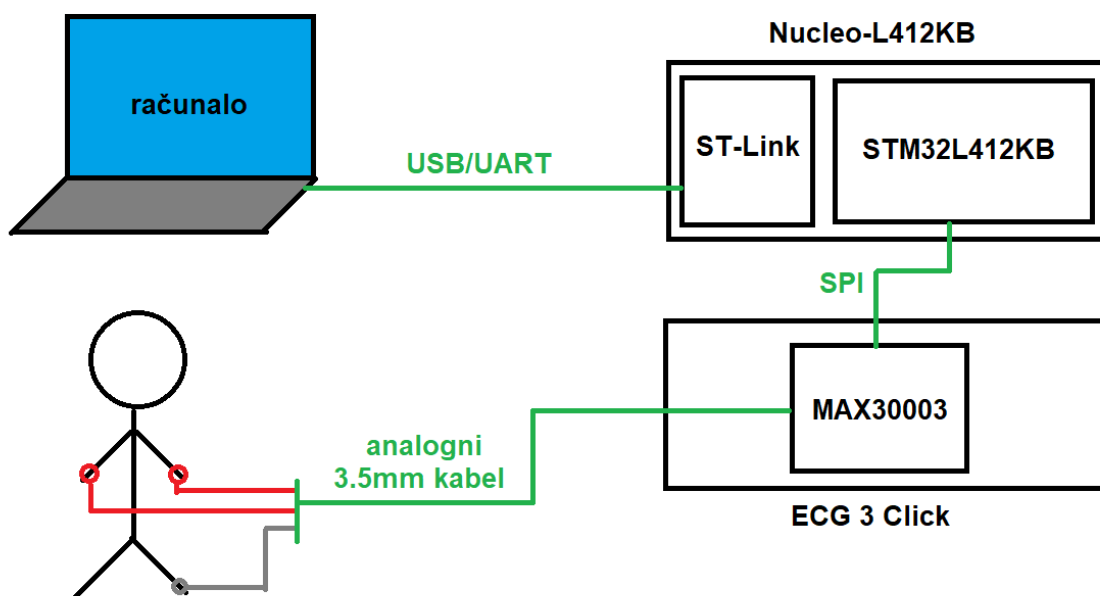 Nucleo-L412KB
računalo
ST-Link
STM32L412KB
USB/UART
SPI
MAX30003
analogni
3.5mm kabel
ECG 3 Click